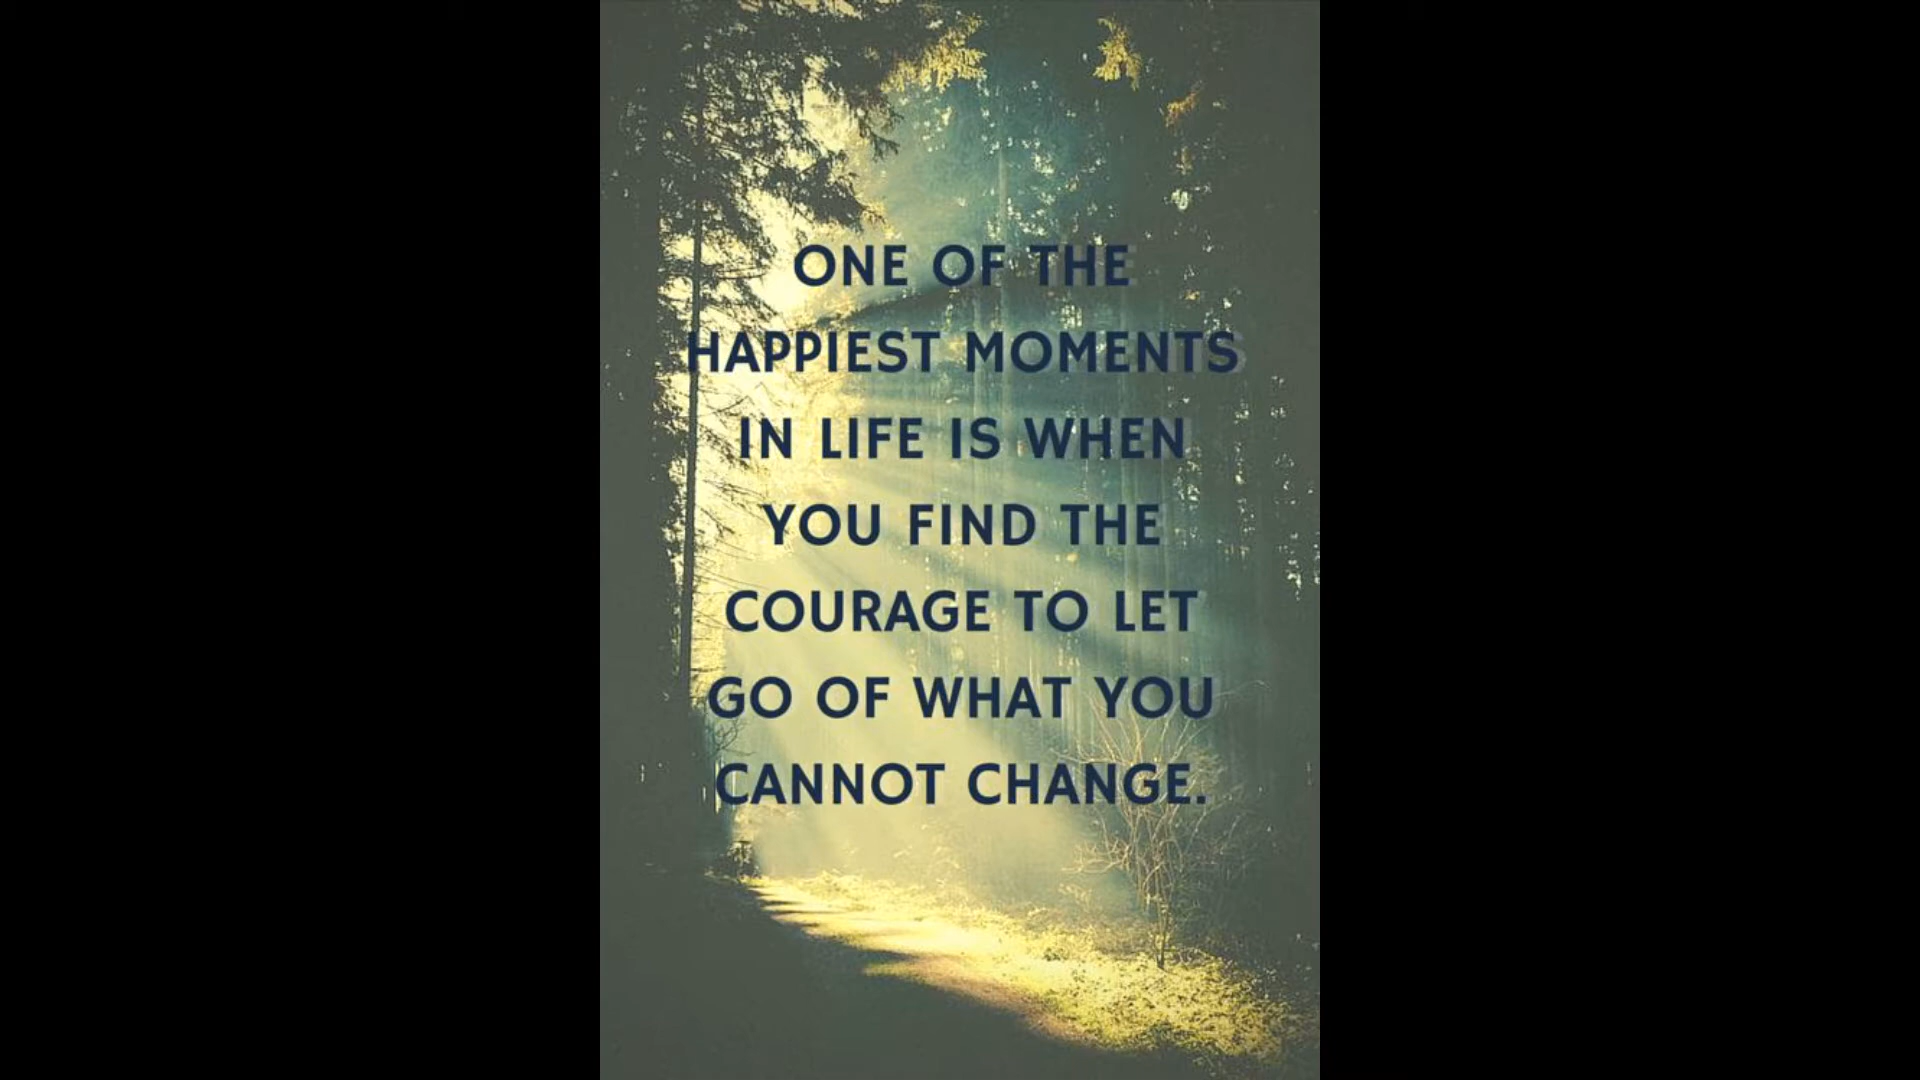 ONE OF THE
HAPPIEST MOMENTS
IN LIFE IS WHEN
YOU FIND THE
COURAGE TO LET
GO OF WHAT YOU
CANNOT CHANGE.